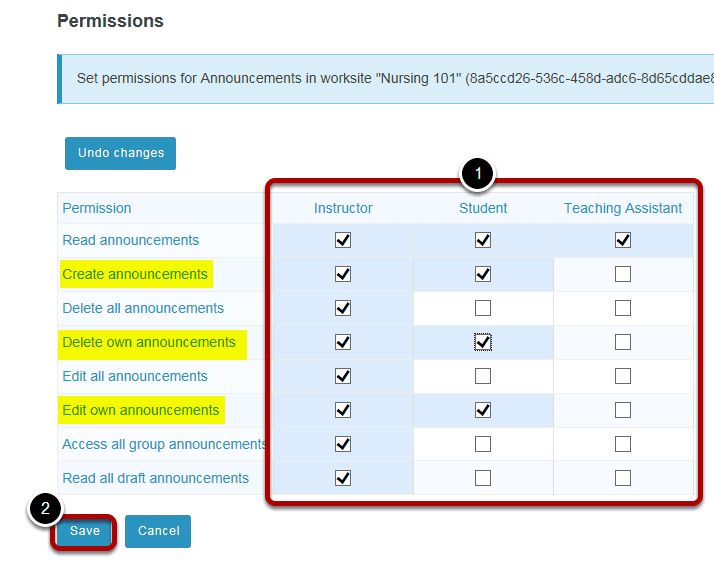 Permissions
Set permissions for Announcements in worksite "Nursing 101" (8a5ccd26-536c-458d-adc6-8d65cddae8
Undo changes
1
Permission Instructor Student Teaching Assistant
Read announcements
Create announcements
Delete all announcements
Delete own announcements
Edit all announcements
Edit own announcements
Access all group announcements
Read all draft announcements
2
Save Cancel